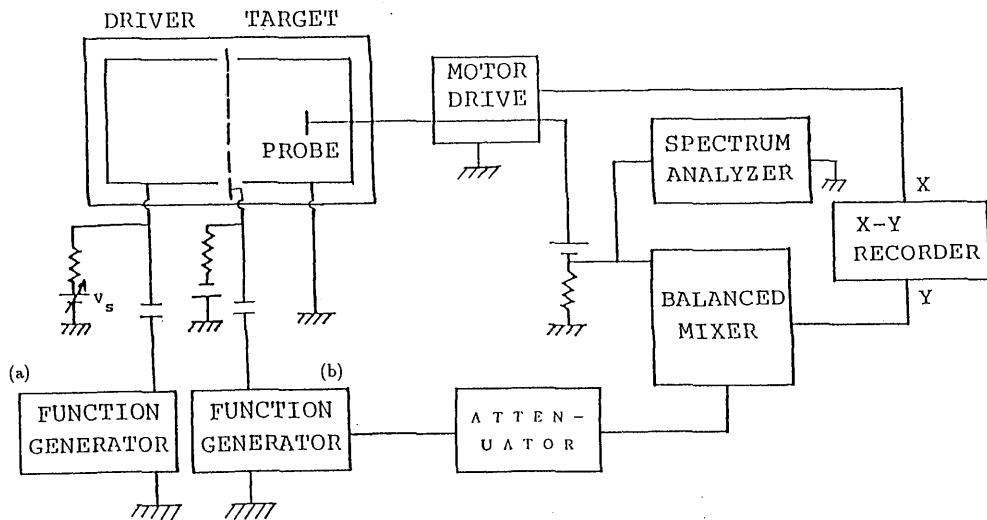 DRIVER TARGET
MOTOR
DRIVE
PROBE
SPECTRUM
ANALYZER
X
X-Y
RECORDER
Vs
BALANCED
MIXER
Y
(a)
(b)
FUNCTION
GENERATOR
FUNCTION
GENERATOR
ATTEN-
UATOR